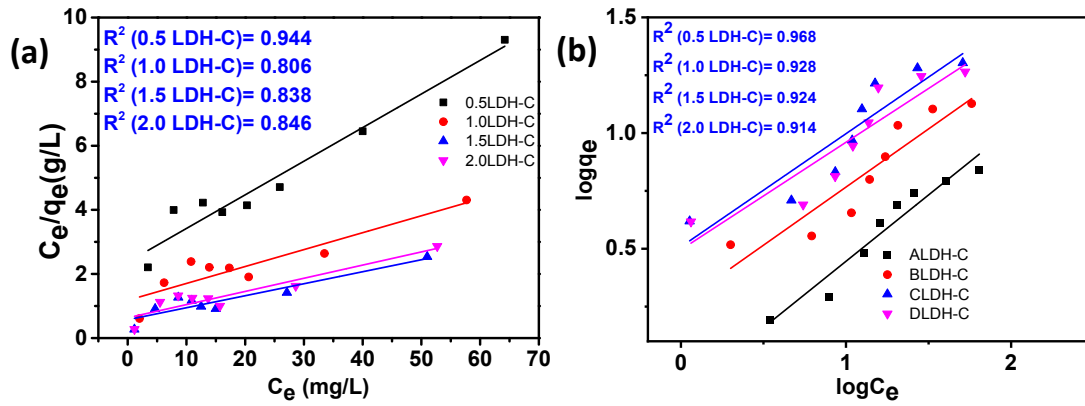 (a)
R² (0.5 LDH-C)= 0.944
R² (1.0 LDH-C)= 0.806
R² (1.5 LDH-C)= 0.838
R² (2.0 LDH-C)= 0.846
0.5LDH-C
1.0LDH-C
1.5LDH-C
2.0LDH-C
Ce/qe(g/L)
10
8
6
4
2
0
0 10 20 30 40 50 60 70
Ce (mg/L)
(b)
R² (0.5 LDH-C)= 0.968
R² (1.0 LDH-C)= 0.928
R² (1.5 LDH-C)= 0.924
R² (2.0 LDH-C)= 0.914
ALDH-C
BLDH-C
CLDH-C
DLDH-C
logqe
1.5
1.0
0.5
0 1 2
logCe